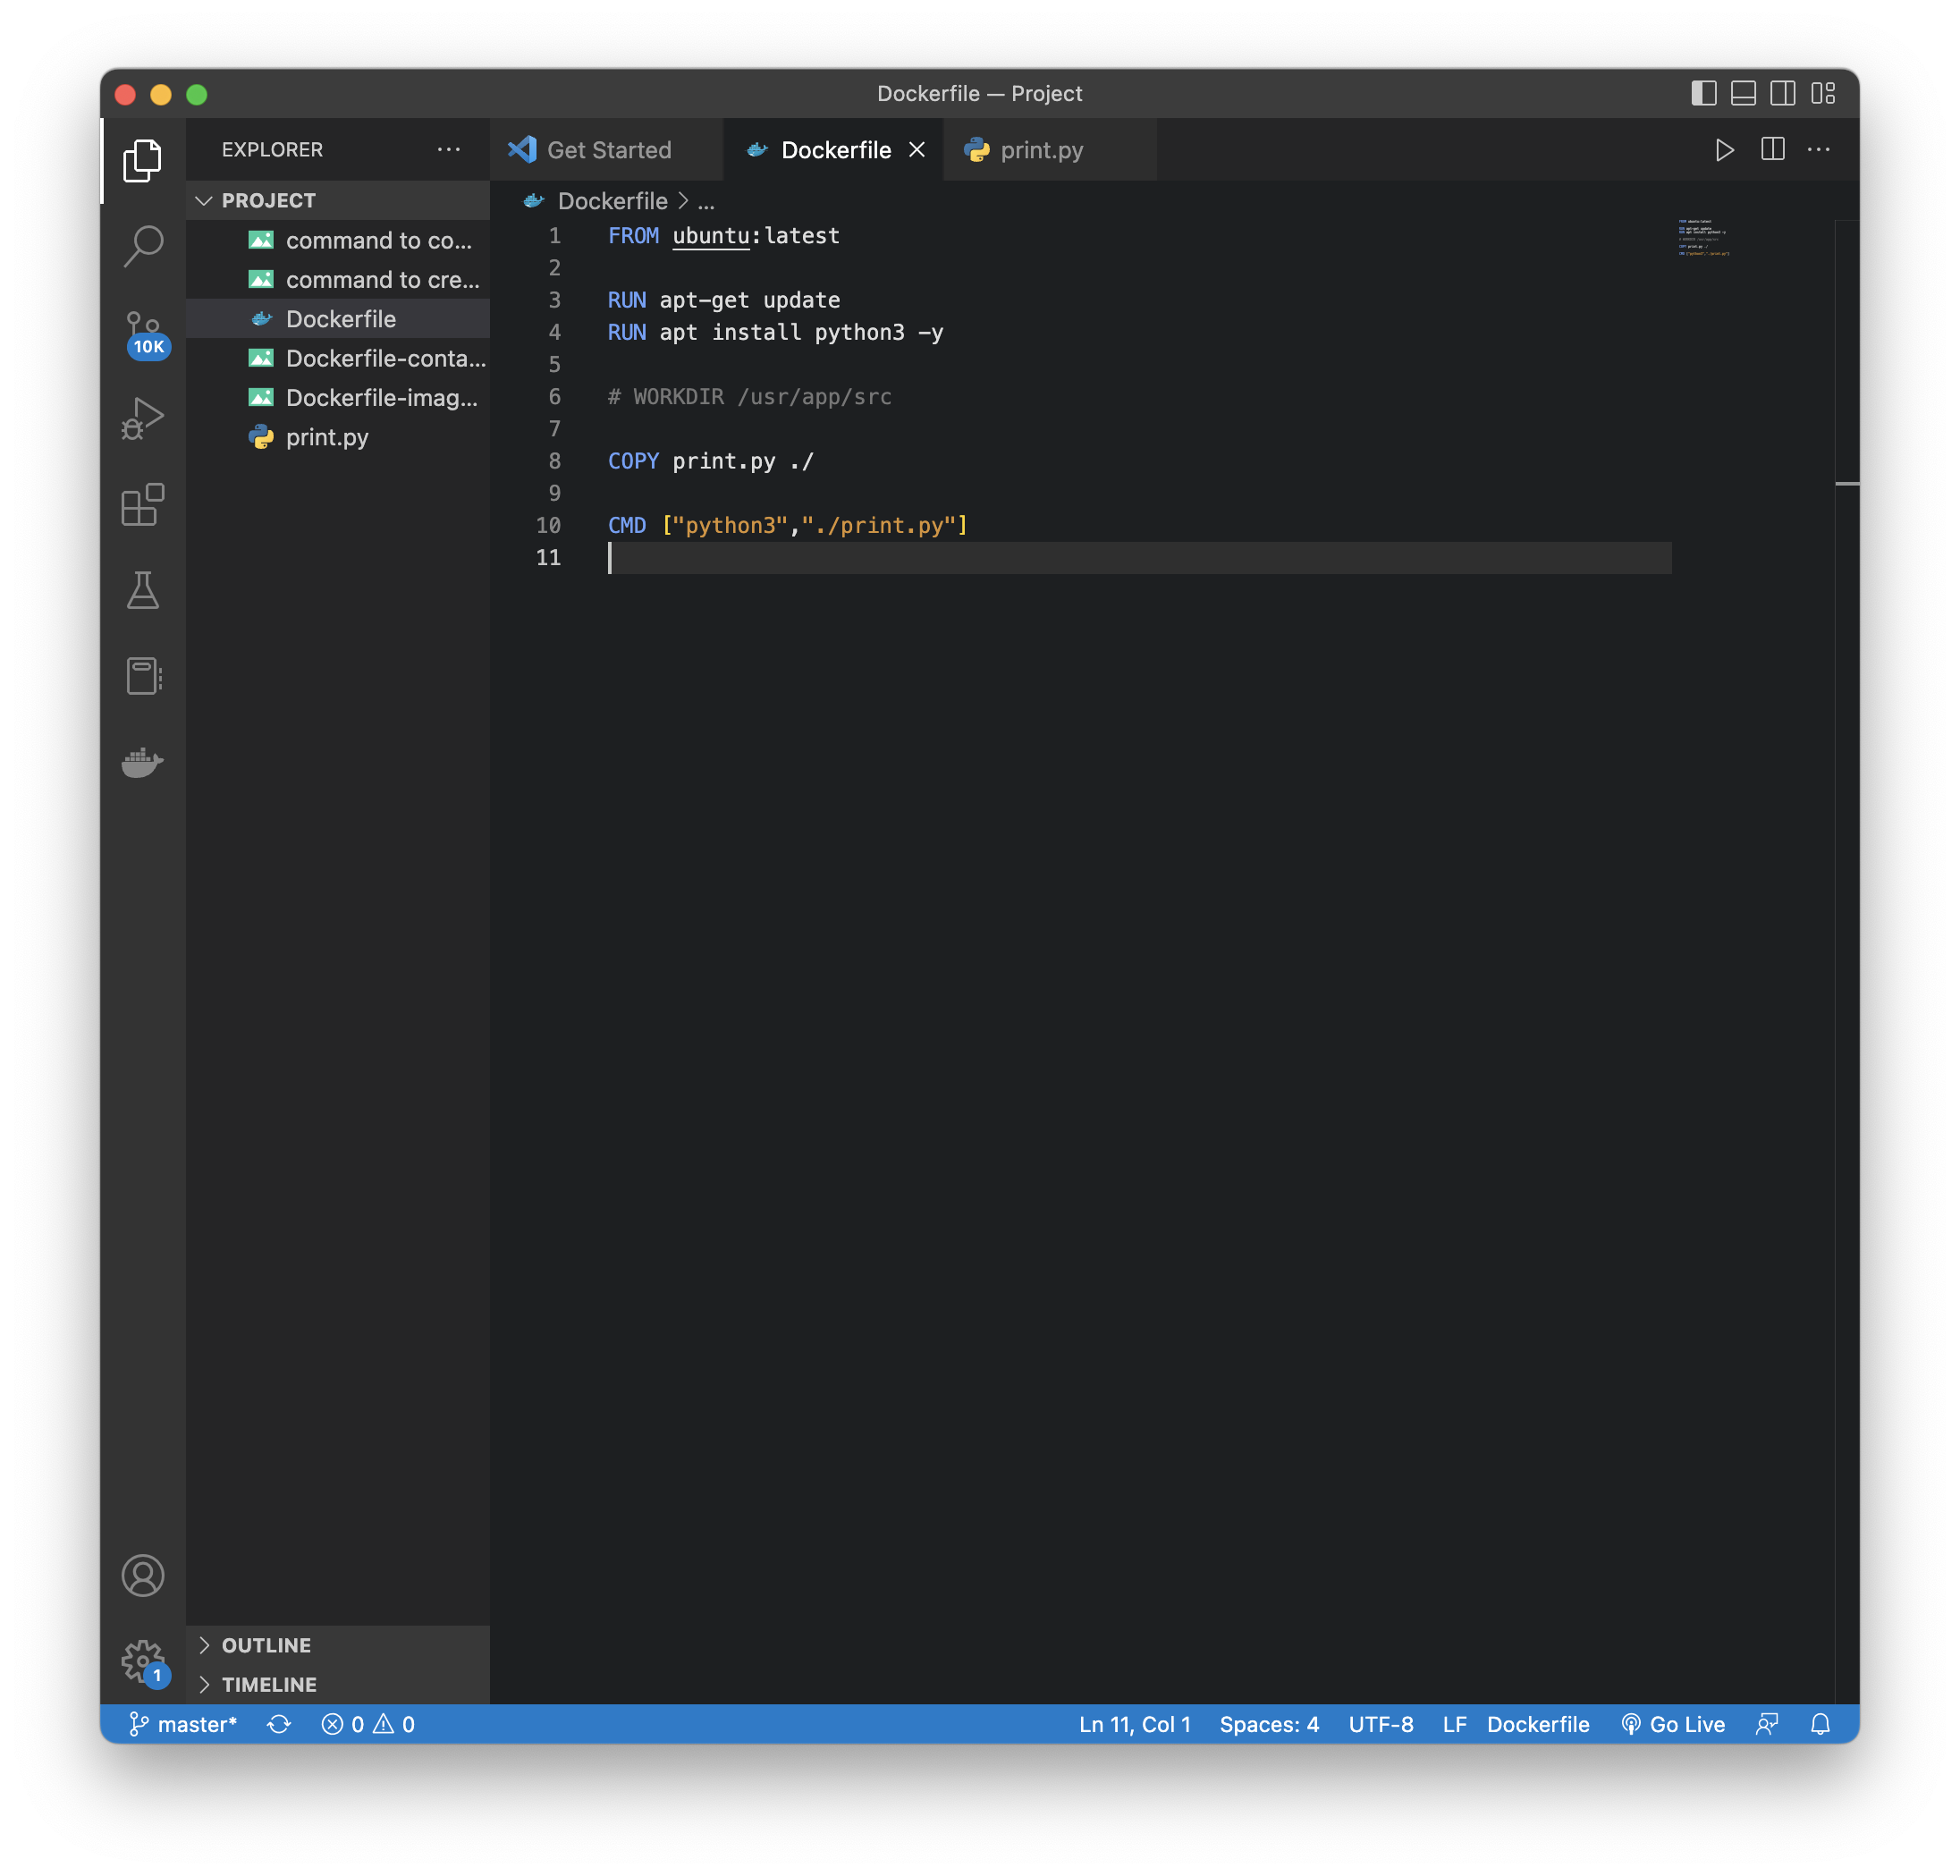 Dockerfile — Project
EXPLORER
Get Started
Dockerfile
print.py
PROJECT
command to co...
command to cre...
Dockerfile
Dockerfile-conta...
Dockerfile-imag...
print.py
Dockerfile > ...
1 FROM ubuntu:latest
2
3 RUN apt-get update
4 RUN apt install python3 -y
5
6 # WORKDIR /usr/app/src
7
8 COPY print.py ./
9
10 CMD ["python3","./print.py"]
11
10K
1
OUTLINE
TIMELINE
master* 0 0 Ln 11, Col 1 Spaces: 4 UTF-8 LF Dockerfile Go Live